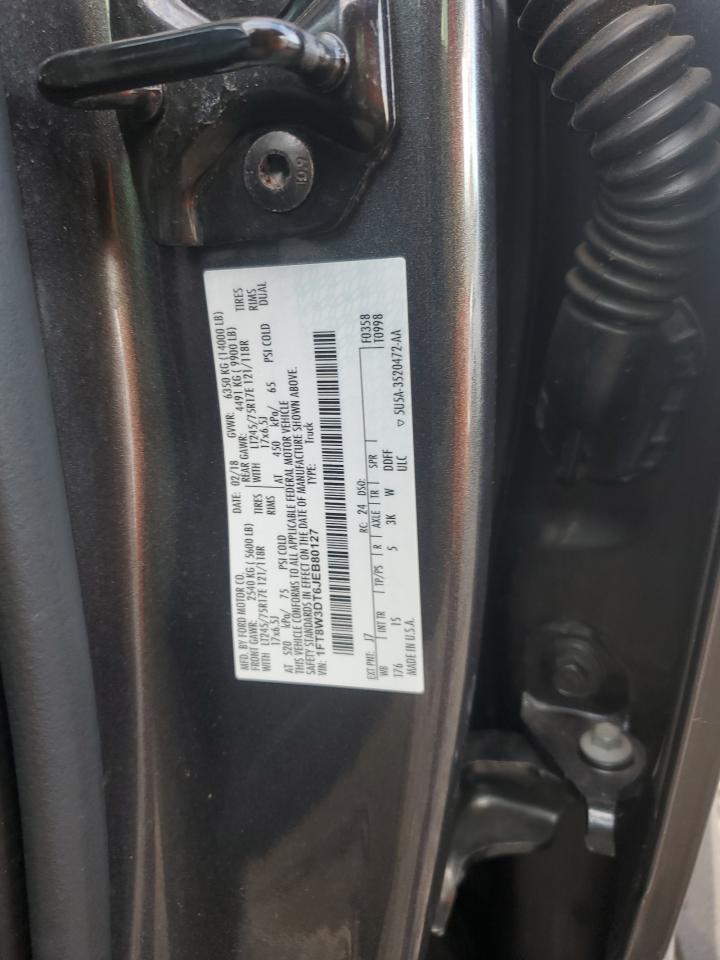 MFD. BY FORD MOTOR CO. DATE: 02/18 GVWR: 6350 KG (14000 LB)
FRONT GAWR: 2540 KG (5600 LB) REAR GAWR: 4491 KG (9900 LB)
WITH LT245/75R17E 121/118R TIRES WITH LT245/75R17E 121/118R TIRES
17x6.5J RIMS 17x6.5J RIMS
AT 520 kPa/ 75 PSI COLD AT 450 kPa/ 65 PSI COLD DUAL
THIS VEHICLE CONFORMS TO ALL APPLICABLE FEDERAL MOTOR VEHICLE
SAFETY STANDARDS IN EFFECT ON THE DATE OF MANUFACTURE SHOWN ABOVE.
VIN: 1FT8W3DT6JEB80127 TYPE: Truck
F0358
T0998
EXT PNT: J7 RC: 24 DSO:
WB INT TR TP/PS R AXLE TR SPR
176 IS 5 3K W DDFF
MADE IN U.S.A. ULC
▽ 5U5A-3520472-AA
109